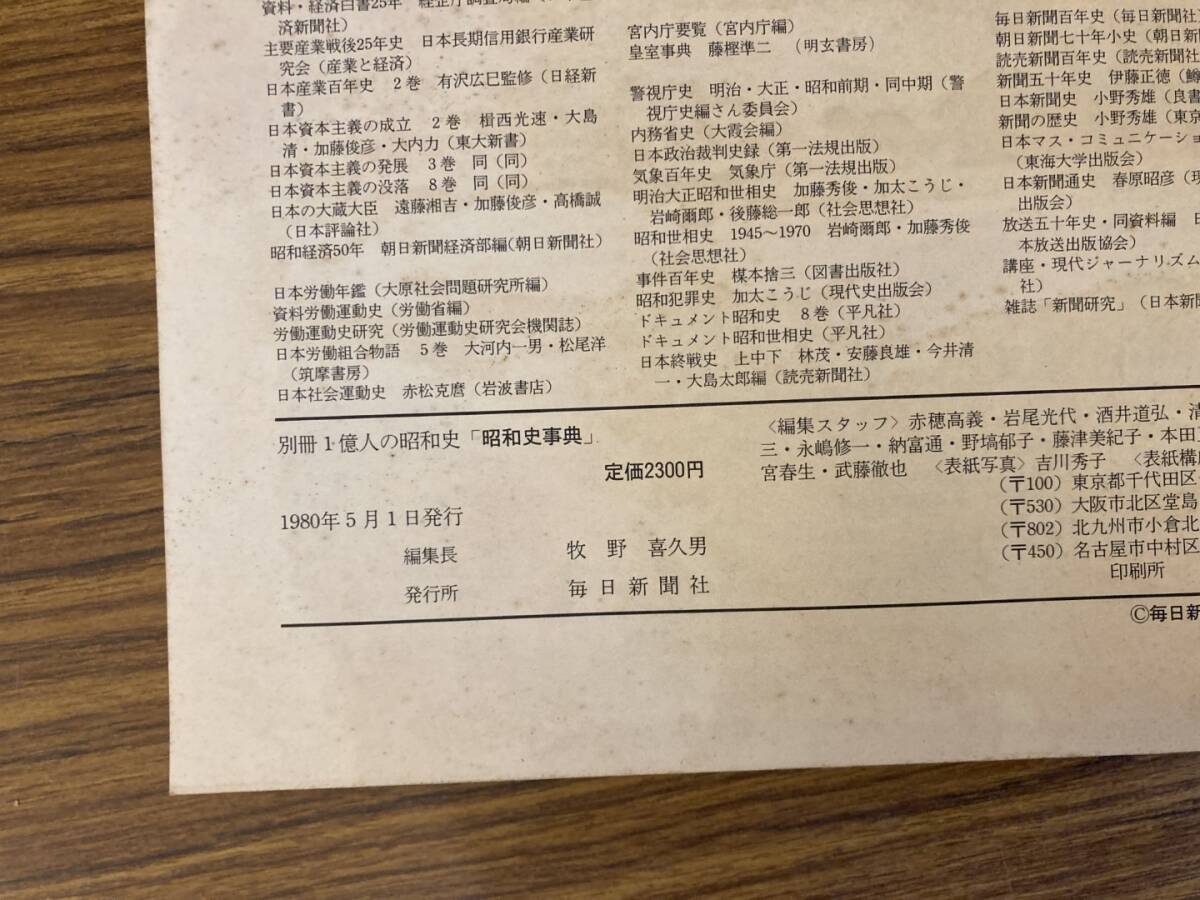 資料・経済白書25年 経企庁調査局編
済新聞社)
主要産業戦後25年史 日本長期信用銀行産業研
究会(産業と経済)
日本産業百年史 2巻 有沢広巳監修(日経新
書)
日本資本主義の成立 2巻 楫西光速・大島
清・加藤俊彦・大内力(東大新書)
日本資本主義の発展 3巻 同(同)
日本資本主義の没落 8巻 同(同)
日本の大蔵大臣 遠藤湘吉・加藤俊彦・高橋誠
(日本評論社)
昭和経済50年 朝日新聞経済部編(朝日新聞社)
日本労働年鑑(大原社会問題研究所編)
資料労働運動史(労働省編)
労働運動史研究(労働運動史研究会機関誌)
日本労働組合物語 5巻 大河内一男・松尾洋
(筑摩書房)
日本社会運動史 赤松克麿(岩波書店)
宮内庁要覧(宮内庁編)
皇室事典 藤樫準二 (明玄書房)
警視庁史 明治・大正・昭和前期・同中期(警
視庁史編さん委員会)
内務省史(大霞会編)
日本政治裁判史録(第一法規出版)
気象百年史 気象庁(第一法規出版)
明治大正昭和世相史 加藤秀俊・加太こうじ・
岩崎爾郎・後藤総一郎(社会思想社)
昭和世相史 1945〜1970 岩崎爾郎・加藤秀俊
(社会思想社)
事件百年史 楳本捨三(図書出版社)
昭和犯罪史 加太こうじ(現代史出版会)
ドキュメント昭和史 8巻(平凡社)
ドキュメント昭和世相史(平凡社)
日本終戦史 上中下 林茂・安藤良雄・今井清
一・大島太郎編(読売新聞社)
毎日新聞百年史(毎日新聞社)
朝日新聞七十年小史(朝日新
読売新聞百年史(読売新聞社
新聞五十年史 伊藤正徳(鱒
日本新聞史 小野秀雄(良書
新聞の歴史 小野秀雄(東京
日本マス・コミュニケーショ
(東海大学出版会)
日本新聞通史 春原昭彦(現
出版会)
放送五十年史・同資料編 日
本放送出版協会)
講座・現代ジャーナリズム
社)
雑誌「新聞研究」(日本新聞
別冊1億人の昭和史「昭和史事典」
定価2300円
1980年5月1日発行
編集長 牧野 喜久男
発行所 毎日新聞社
〈編集スタッフ〉赤穂高義・岩尾光代・酒井道弘・清
三・永嶋修一・納富通・野塙郁子・藤津美紀子・本田
宮春生・武藤徹也 〈表紙写真〉吉川秀子 〈表紙構
(〒100)東京都千代田区
(〒530)大阪市北区堂島
(〒802)北九州市小倉北
(〒450)名古屋市中村区
印刷所
©毎日新